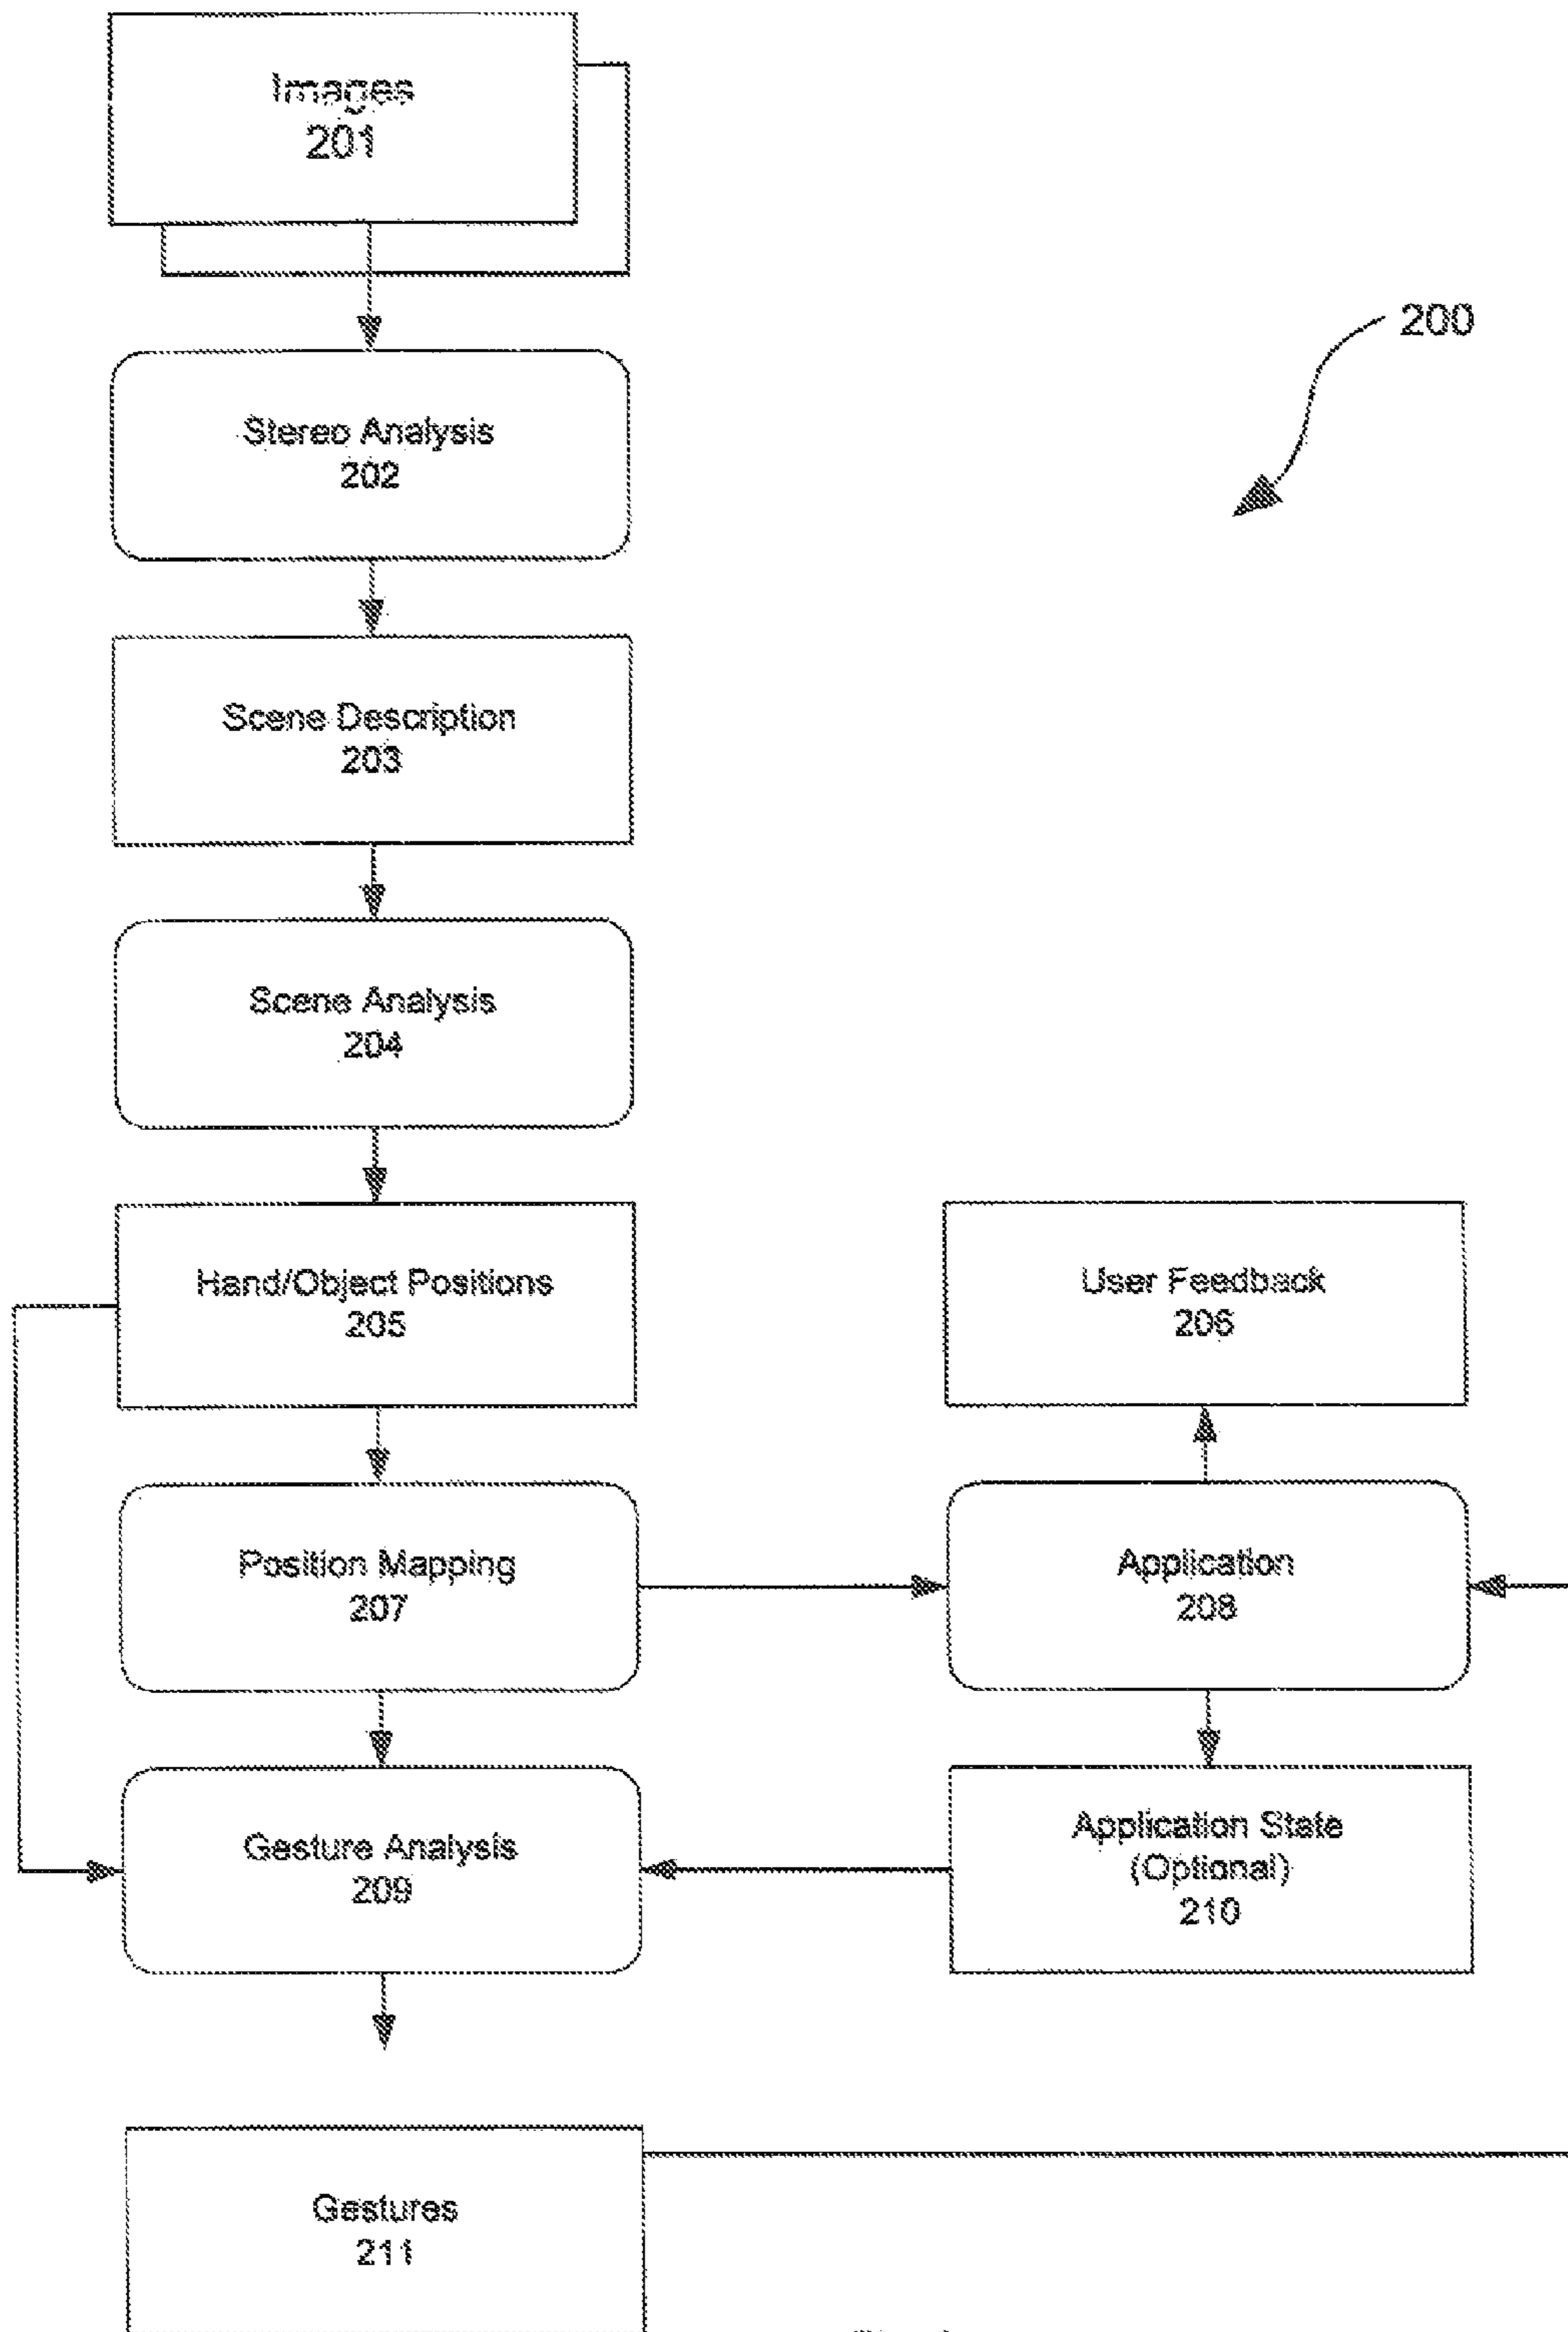 Images
201
200
Stereo Analysis
202
Scene Description
203
Scene Analysis
204
Hand/Object Positions
205
User Feedback
206
Position Mapping
207
Application
208
Gesture Analysis
209
Application State
(Optional)
210
Gestures
211